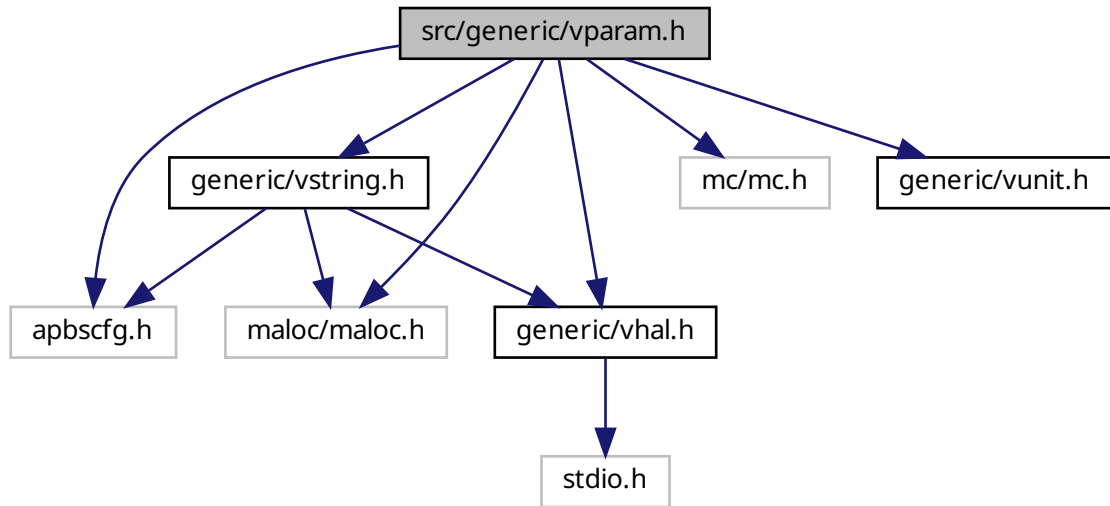 src/generic/vparam.h
generic/vstring.h
mc/mc.h
generic/vunit.h
apbscfg.h
maloc/maloc.h
generic/vhal.h
stdio.h